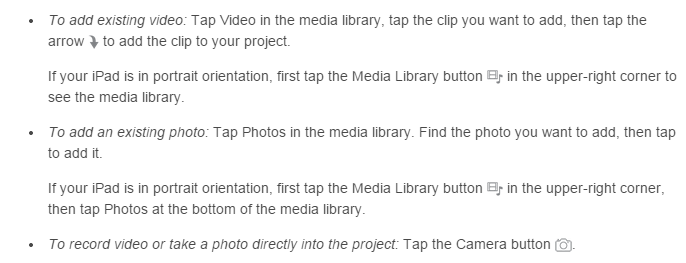 • To add existing video: Tap Video in the media library, tap the clip you want to add, then tap the
arrow to add the clip to your project.
If your iPad is in portrait orientation, first tap the Media Library button in the upper-right corner to
see the media library.
• To add an existing photo: Tap Photos in the media library. Find the photo you want to add, then tap
to add it.
If your iPad is in portrait orientation, first tap the Media Library button in the upper-right corner,
then tap Photos at the bottom of the media library.
• To record video or take a photo directly into the project: Tap the Camera button .